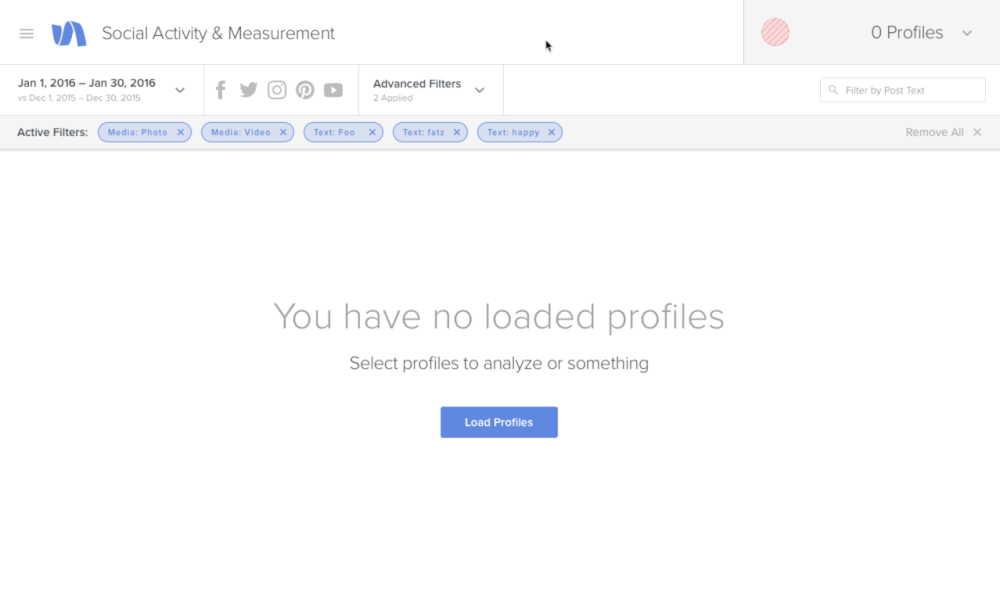 Social Activity & Measurement
0 Profiles
Jan 1, 2016 – Jan 30, 2016
vs Dec 1, 2015 – Dec 30, 2015
Advanced Filters
2 Applied
Filter by Post Text
Active Filters: Media: Photo Media: Video Text: Foo Text: fatz Text: happy Remove All
You have no loaded profiles
Select profiles to analyze or something
Load Profiles